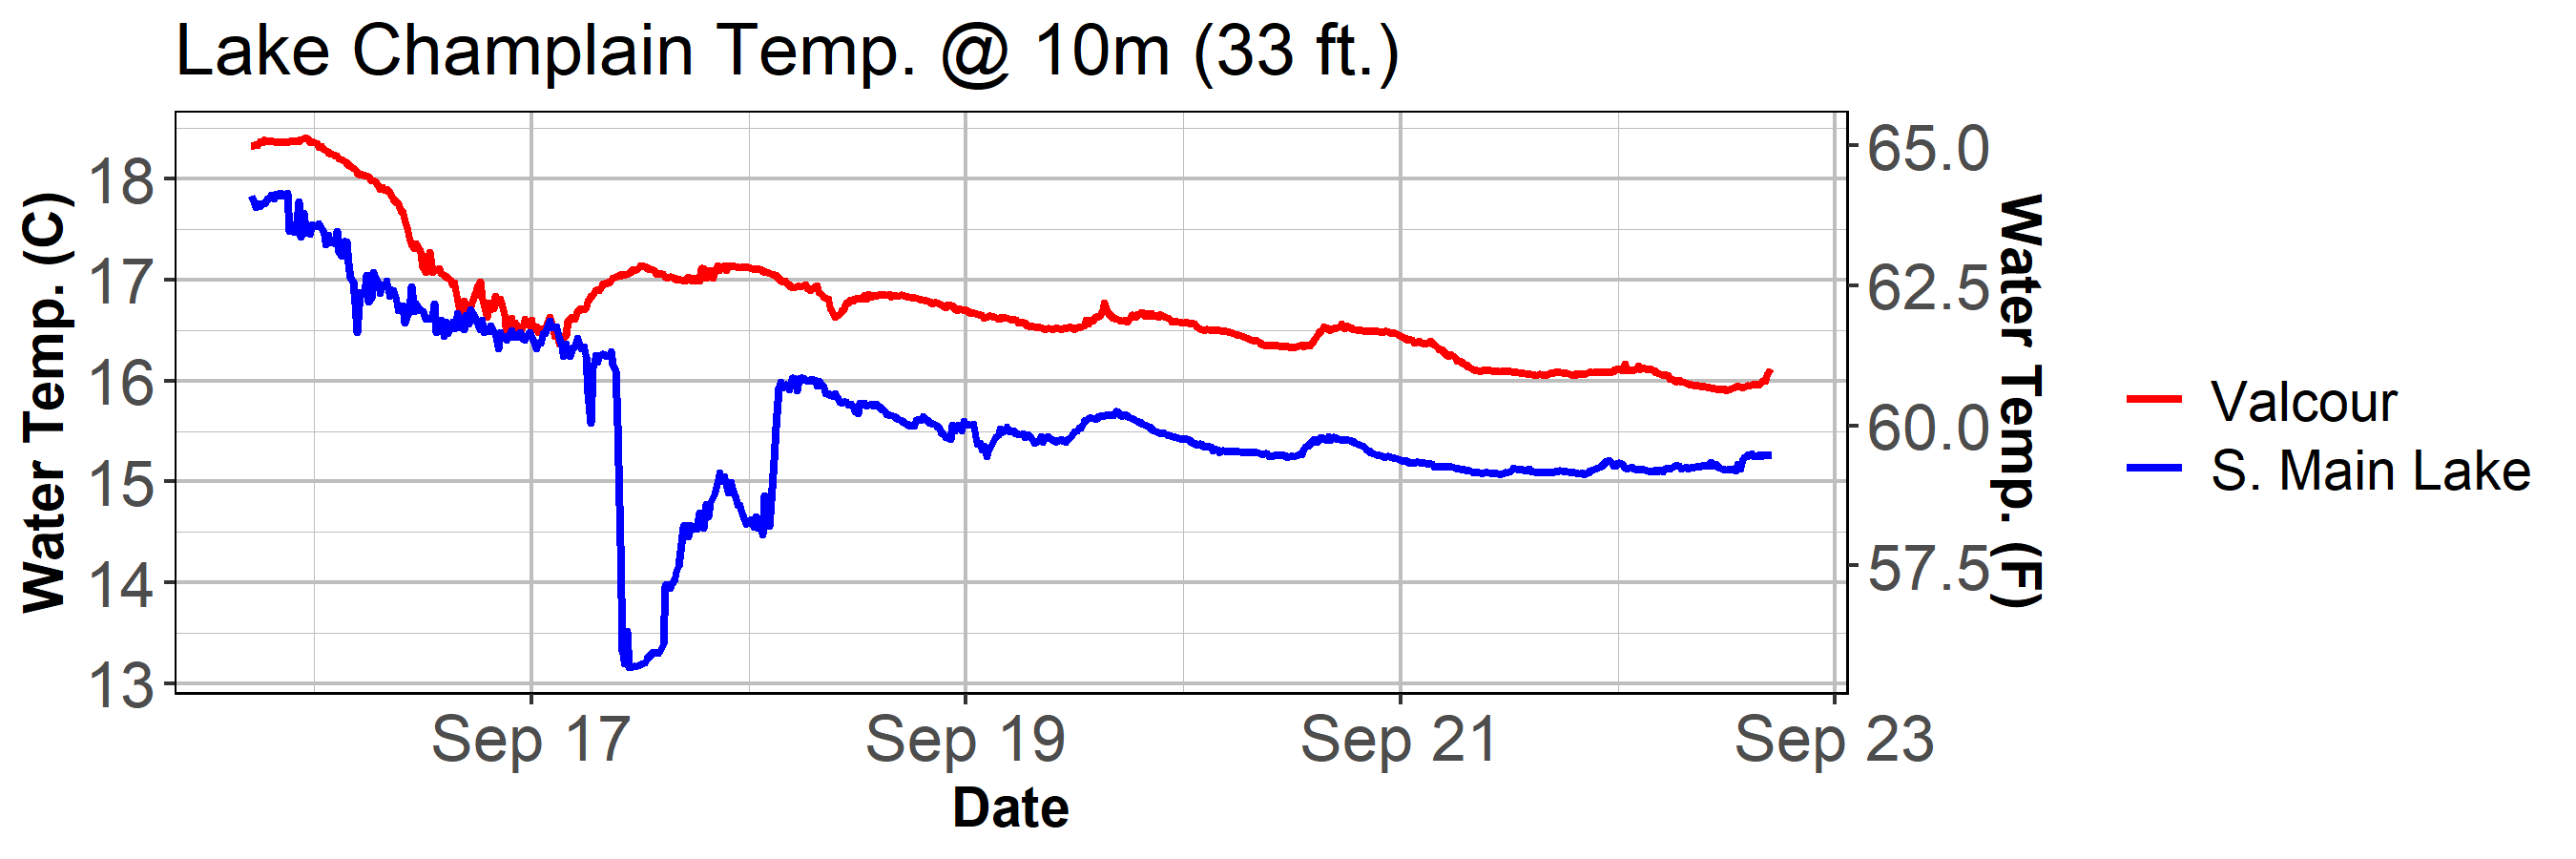 Lake Champlain Temp. @ 10m (33 ft.)
Water Temp. (C)
18
17
16
15
14
13
65.0
62.5
60.0
57.5
Water Temp. (F)
Sep 17
Sep 19
Sep 21
Sep 23
Date
Valcour
S. Main Lake